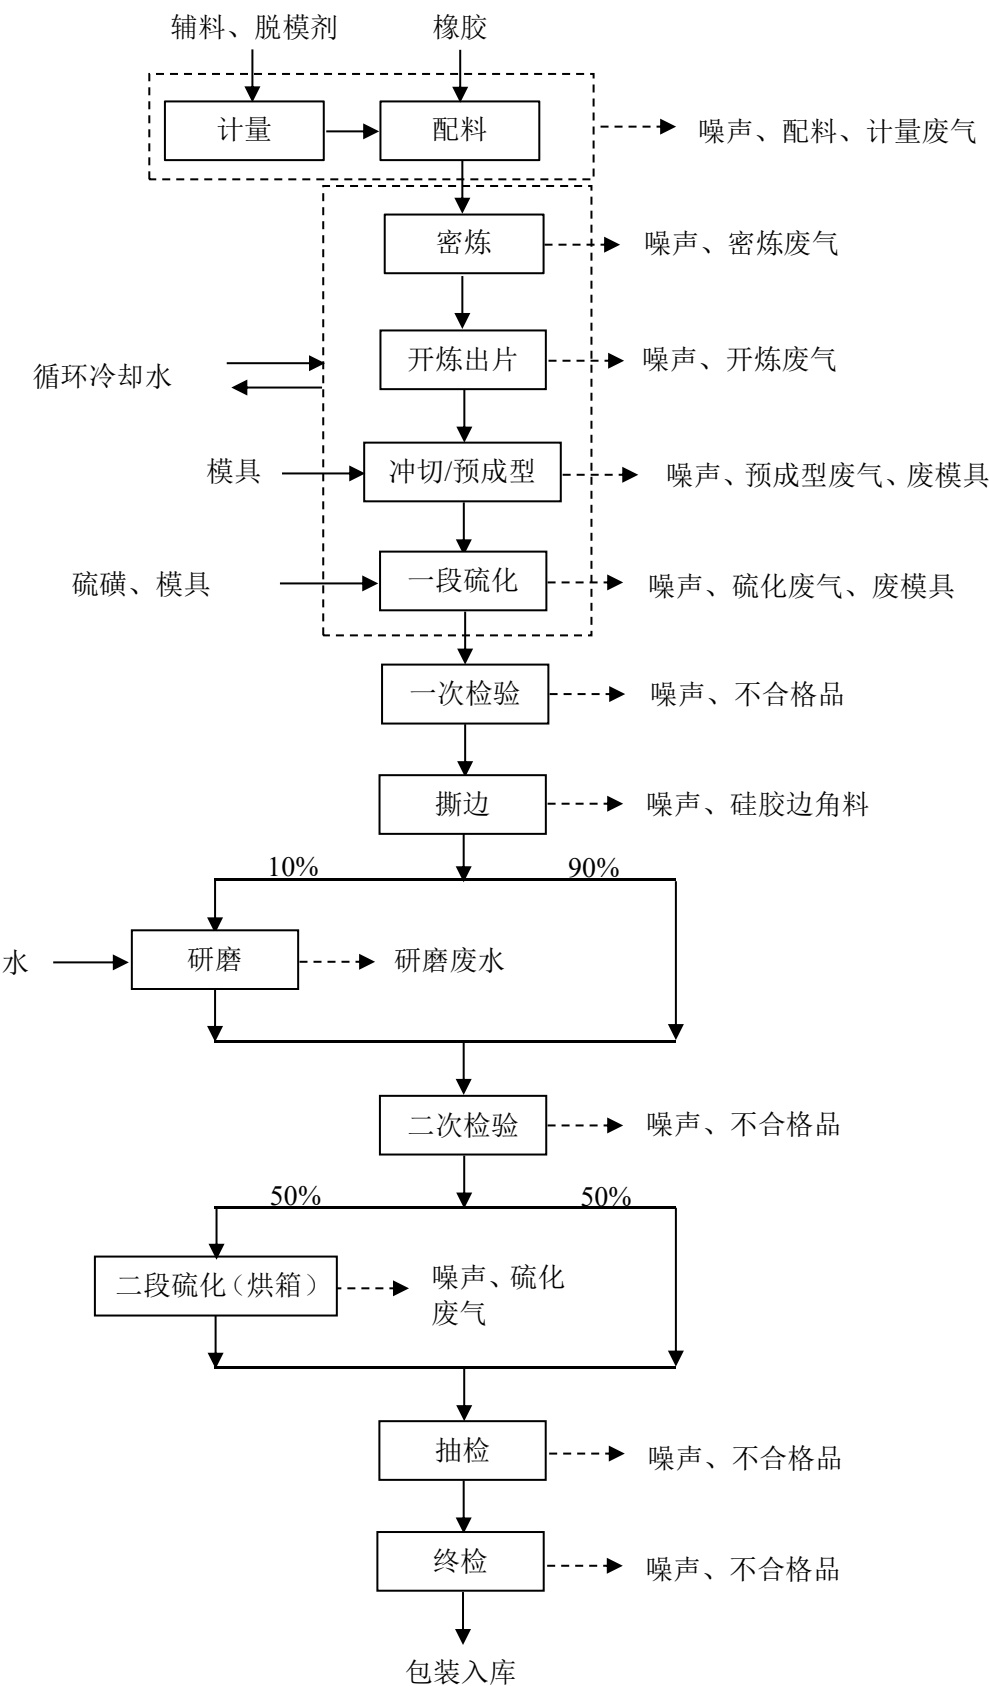 辅料、脱模剂
橡胶
计量
配料
噪声、配料、计量废气
密炼
噪声、密炼废气
开炼出片
噪声、开炼废气
循环冷却水
模具
冲切/预成型
噪声、预成型废气、废模具
硫磺、模具
一段硫化
噪声、硫化废气、废模具
一次检验
噪声、不合格品
撕边
噪声、硅胶边角料
10%
90%
水
研磨
研磨废水
二次检验
噪声、不合格品
50%
50%
二段硫化（烘箱）
噪声、硫化
废气
抽检
噪声、不合格品
终检
噪声、不合格品
包装入库